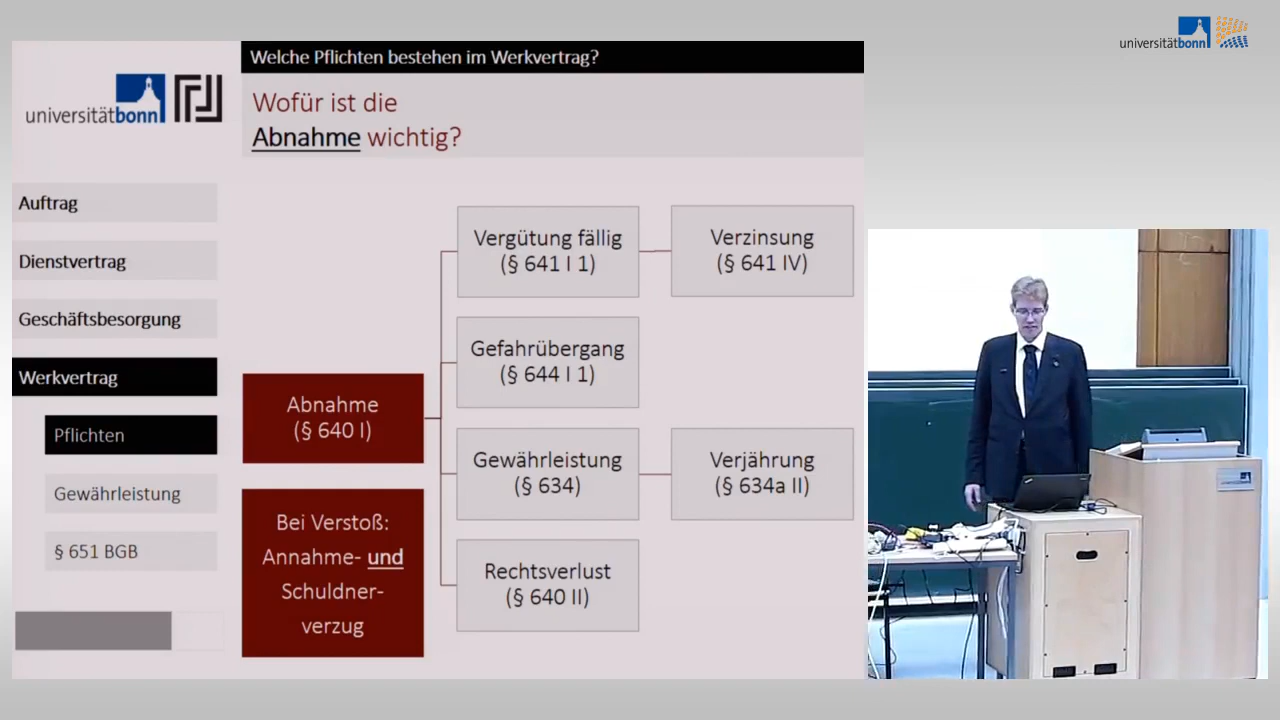 universitätbonn
Welche Pflichten bestehen im Werkvertrag?
universitätbonn
Wofür ist die
Abnahme wichtig?
Auftrag
Dienstvertrag
Geschäftsbesorgung
Werkvertrag
Pflichten
Gewährleistung
§ 651 BGB
Abnahme
(§ 640 I)
Bei Verstoß:
Annahme- und
Schuldner-
verzug
Vergütung fällig
(§ 641 I 1)
Verzinsung
(§ 641 IV)
Gefahrübergang
(§ 644 I 1)
Gewährleistung
(§ 634)
Verjährung
(§ 634a II)
Rechtsverlust
(§ 640 II)